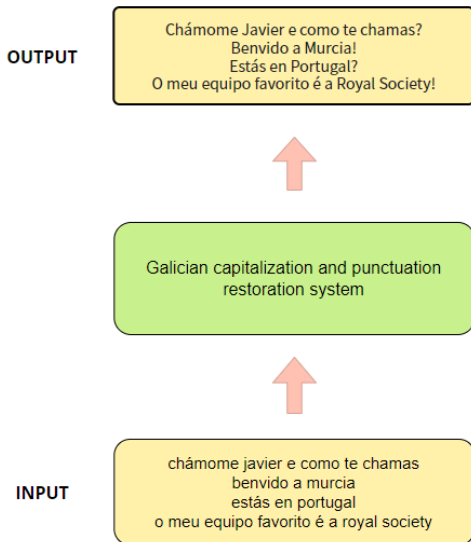 OUTPUT
Chámome Javier e como te chamas?
Benvido a Murcia!
Estás en Portugal?
O meu equipo favorito é a Royal Society!
Galician capitalization and punctuation
restoration system
INPUT
chámome javier e como te chamas
benvido a murcia
estás en portugal
o meu equipo favorito é a royal society